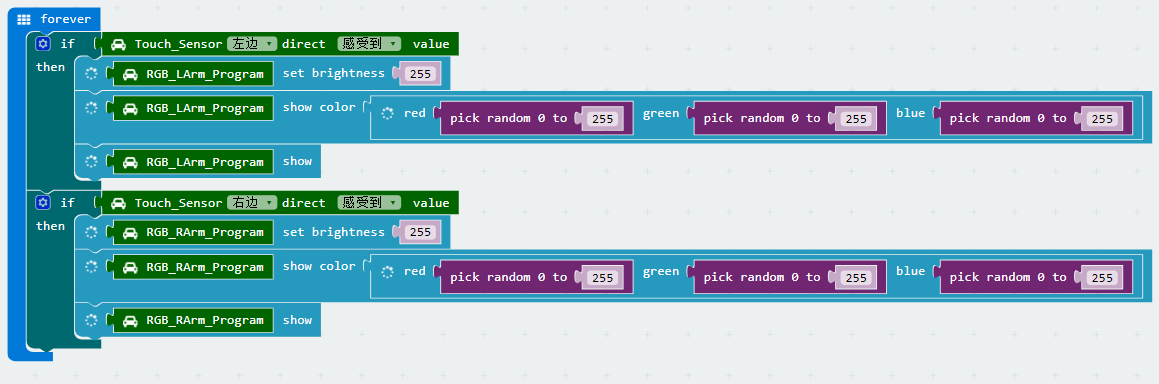 forever
if Touch_Sensor 左边 direct 感受到 value
then RGB_LArm_Program set brightness 255
RGB_LArm_Program show color red pick random 0 to 255 green pick random 0 to 255 blue pick random 0 to 255
RGB_LArm_Program show
if Touch_Sensor 右边 direct 感受到 value
then RGB_RArm_Program set brightness 255
RGB_RArm_Program show color red pick random 0 to 255 green pick random 0 to 255 blue pick random 0 to 255
RGB_RArm_Program show